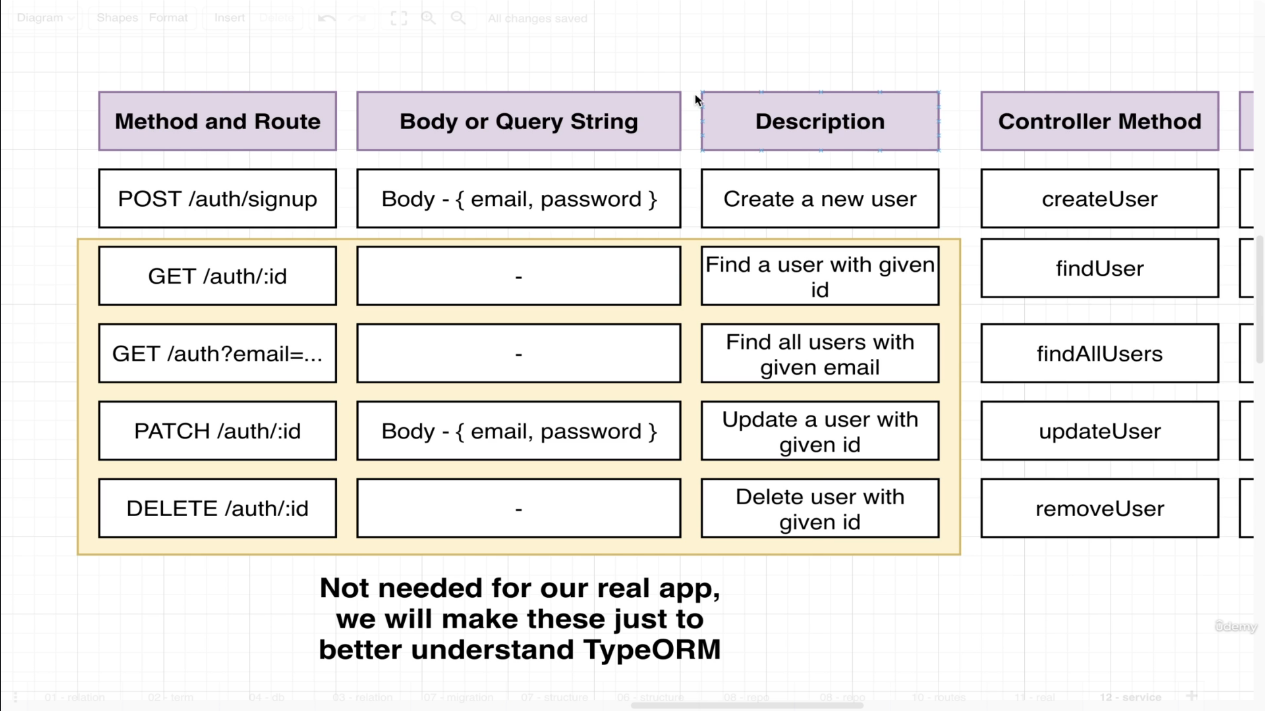 Diagram
Shapes
Format
Insert
Delete
All changes saved
Method and Route
Body or Query String
Description
Controller Method
POST /auth/signup
Body - { email, password }
Create a new user
createUser
GET /auth/:id
-
Find a user with given
id
findUser
GET /auth?email=...
-
Find all users with
given email
findAllUsers
PATCH /auth/:id
Body - { email, password }
Update a user with
given id
updateUser
DELETE /auth/:id
-
Delete user with
given id
removeUser
Not needed for our real app,
we will make these just to
better understand TypeORM
ûdemy
01 - relation
02 - term
04 - db
03 - relation
07 - migration
07 - structure
06 - structure
08 - repo
08 - repo
10 - routes
11 - real
12 - service